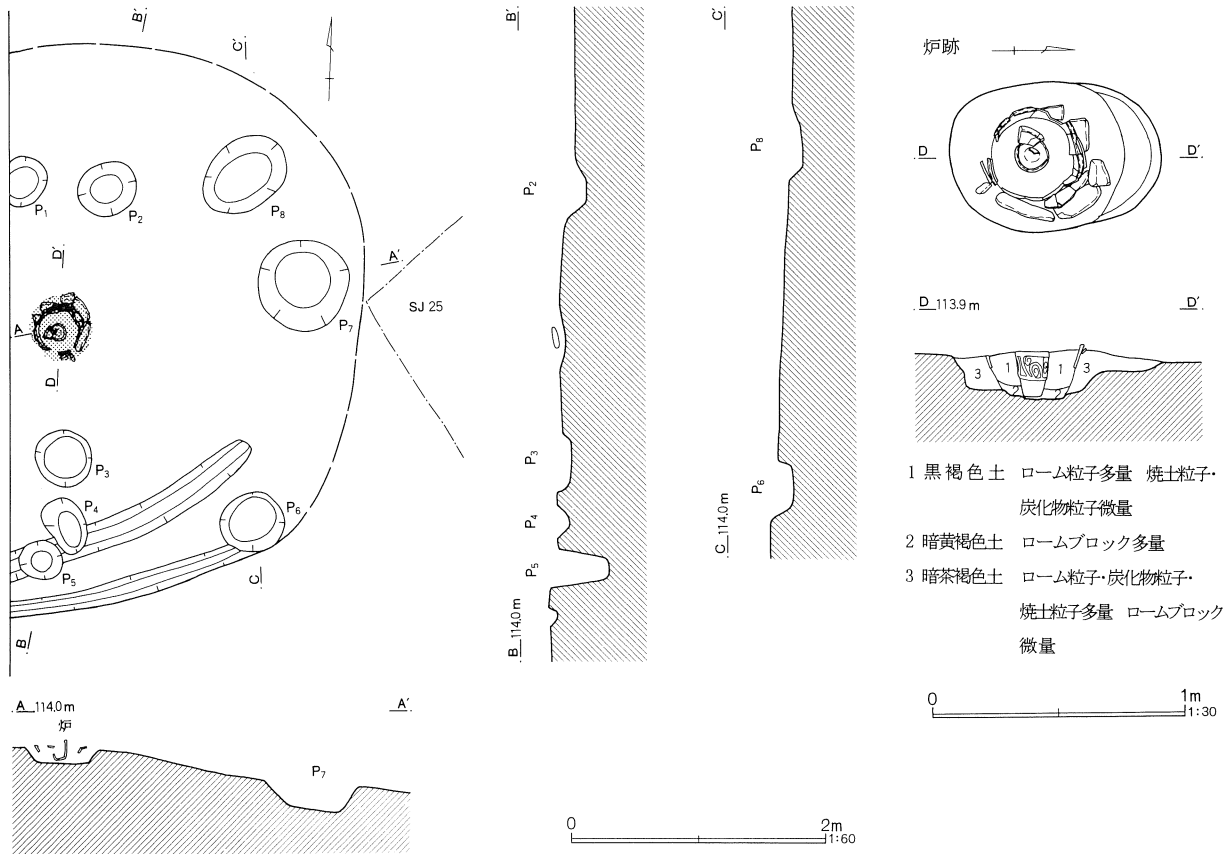 B′
C′
P1
P2
P8
D′
A′
A
SJ 25
P7
D
P3
P4
P6
P5
C
B
A 114.0m
A′
炉
P7
B′
P2
P3
P4
P5
B 114.0m
C′
P8
P6
C 114.0m
0 2m
1:60
炉跡
D D′
D 113.9m D′
3 1 1 3
2
1 黒褐色土 ローム粒子多量 焼土粒子・
炭化物粒子微量
2 暗黄褐色土 ロームブロック多量
3 暗茶褐色土 ローム粒子・炭化物粒子・
焼土粒子多量 ロームブロック
微量
0 1m
1:30